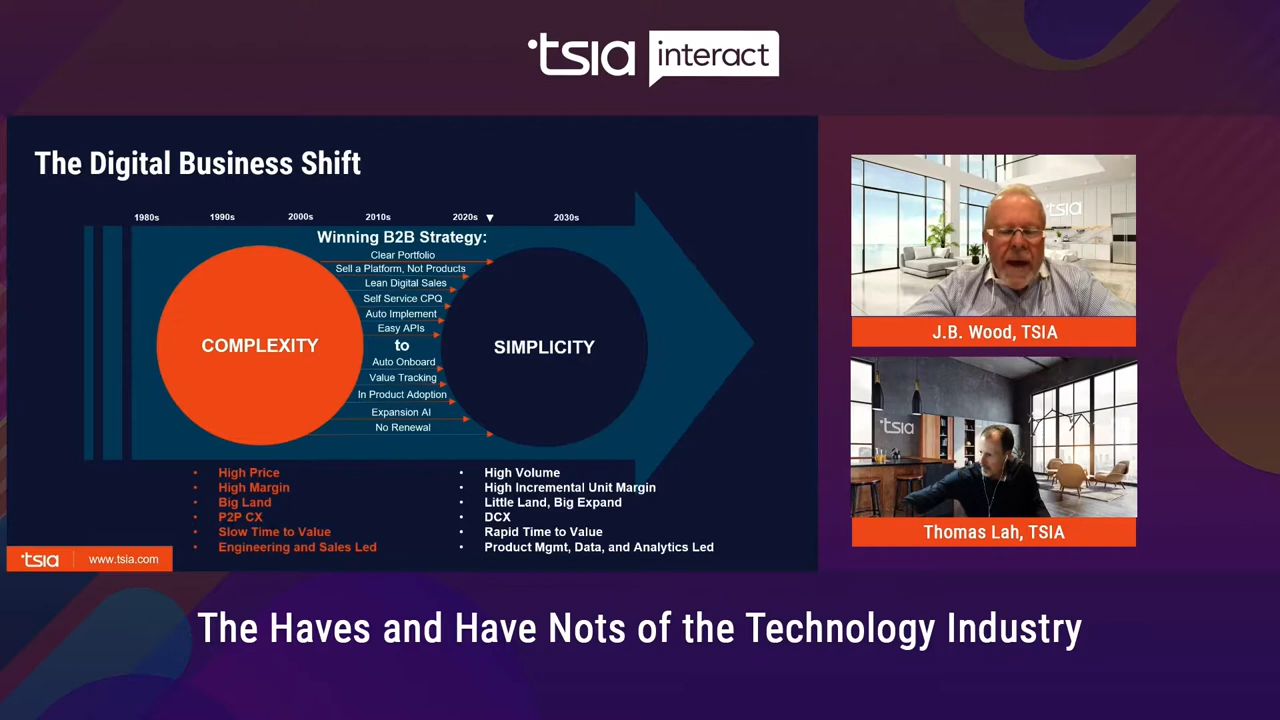 tsia interact
The Digital Business Shift
1980s 1990s 2000s 2010s 2020s 2030s
Winning B2B Strategy:
Clear Portfolio
Sell a Platform, Not Products
Lean Digital Sales
Self Service CPQ
Auto Implement
Easy APIs
COMPLEXITY to SIMPLICITY
Auto Onboard
Value Tracking
In Product Adoption
Expansion AI
No Renewal
• High Price
• High Margin
• Big Land
• P2P CX
• Slow Time to Value
• Engineering and Sales Led
• High Volume
• High Incremental Unit Margin
• Little Land, Big Expand
• DCX
• Rapid Time to Value
• Product Mgmt, Data, and Analytics Led
tsia www.tsia.com
tsia
J.B. Wood, TSIA
tsia
Thomas Lah, TSIA
The Haves and Have Nots of the Technology Industry